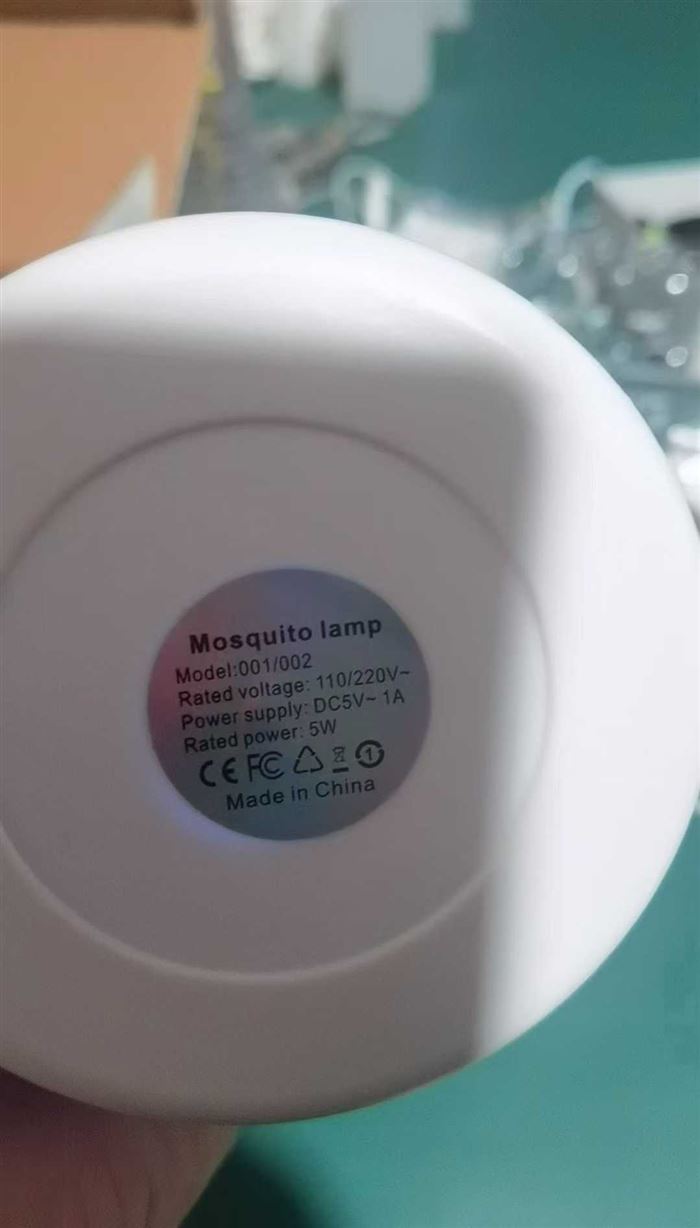 Mosquito lamp
Model:001/002
Rated voltage: 110/220V~
Power supply: DC5V~ 1A
Rated power: 5W
CE FC 1
Made in China